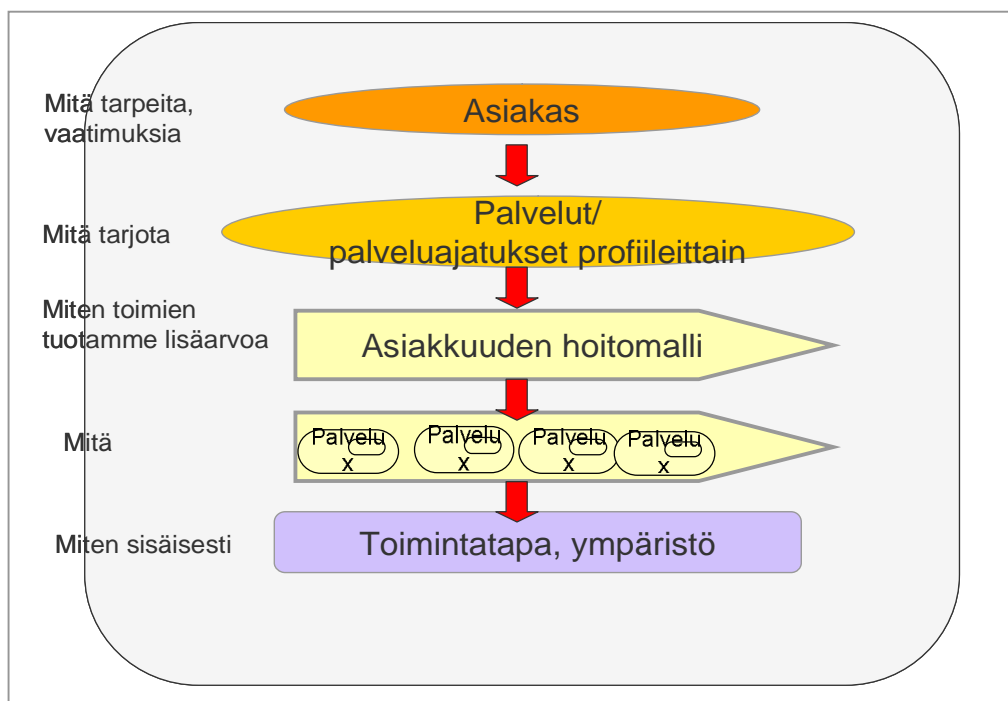 Mitä tarpeita,
vaatimuksia
Asiakas
Mitä tarjota
Palvelut/
palveluajatukset profiileittain
Miten toimien
tuotamme lisäarvoa
Asiakkuuden hoitomalli
Mitä
Palvelu
x
Palvelu
x
Palvelu
x
Palvelu
x
Miten sisäisesti
Toimintatapa, ympäristö